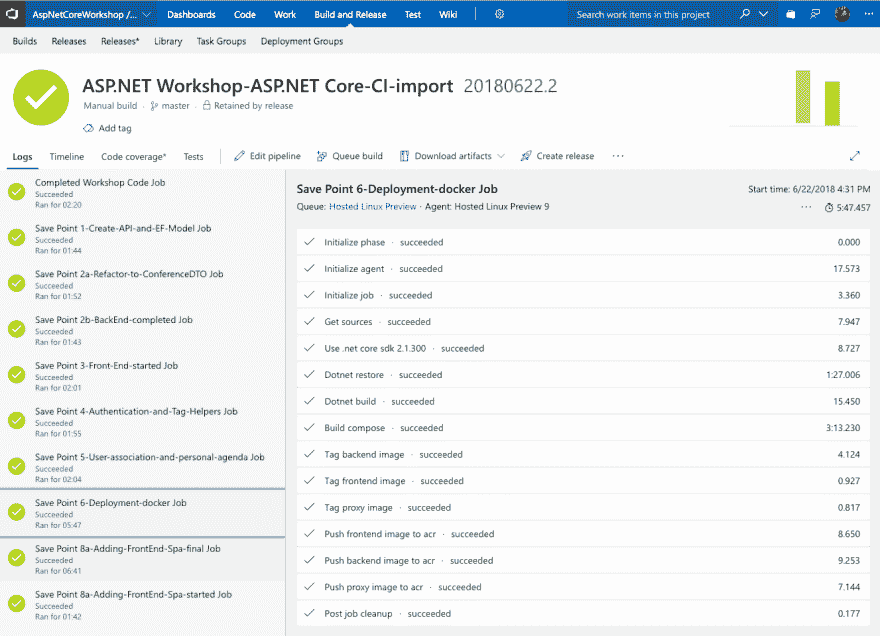 AspNetCoreWorkshop /... Dashboards Code Work Build and Release Test Wiki Search work items in this project
Builds Releases Releases* Library Task Groups Deployment Groups
ASP.NET Workshop-ASP.NET Core-CI-import 20180622.2
Manual build · master · Retained by release
Add tag
Logs Timeline Code coverage* Tests Edit pipeline Queue build Download artifacts Create release ...
Completed Workshop Code Job
Succeeded
Ran for 02:20
Save Point 1-Create-API-and-EF-Model Job
Succeeded
Ran for 01:44
Save Point 2a-Refactor-to-ConferenceDTO Job
Succeeded
Ran for 01:52
Save Point 2b-BackEnd-completed Job
Succeeded
Ran for 01:43
Save Point 3-Front-End-started Job
Succeeded
Ran for 02:01
Save Point 4-Authentication-and-Tag-Helpers Job
Succeeded
Ran for 01:55
Save Point 5-User-association-and-personal-agenda Job
Succeeded
Ran for 02:04
Save Point 6-Deployment-docker Job
Succeeded
Ran for 05:47
Save Point 8a-Adding-FrontEnd-Spa-final Job
Succeeded
Ran for 06:41
Save Point 8a-Adding-FrontEnd-Spa-started Job
Succeeded
Ran for 01:42
Save Point 6-Deployment-docker Job Start time: 6/22/2018 4:31 PM
Queue: Hosted Linux Preview · Agent: Hosted Linux Preview 9 ... 5:47.457
Initialize phase · succeeded 0.000
Initialize agent · succeeded 17.573
Initialize job · succeeded 3.360
Get sources · succeeded 7.947
Use .net core sdk 2.1.300 · succeeded 8.727
Dotnet restore · succeeded 1:27.006
Dotnet build · succeeded 15.450
Build compose · succeeded 3:13.230
Tag backend image · succeeded 4.124
Tag frontend image · succeeded 0.927
Tag proxy image · succeeded 0.817
Push frontend image to acr · succeeded 8.650
Push backend image to acr · succeeded 9.253
Push proxy image to acr · succeeded 7.144
Post job cleanup · succeeded 0.177